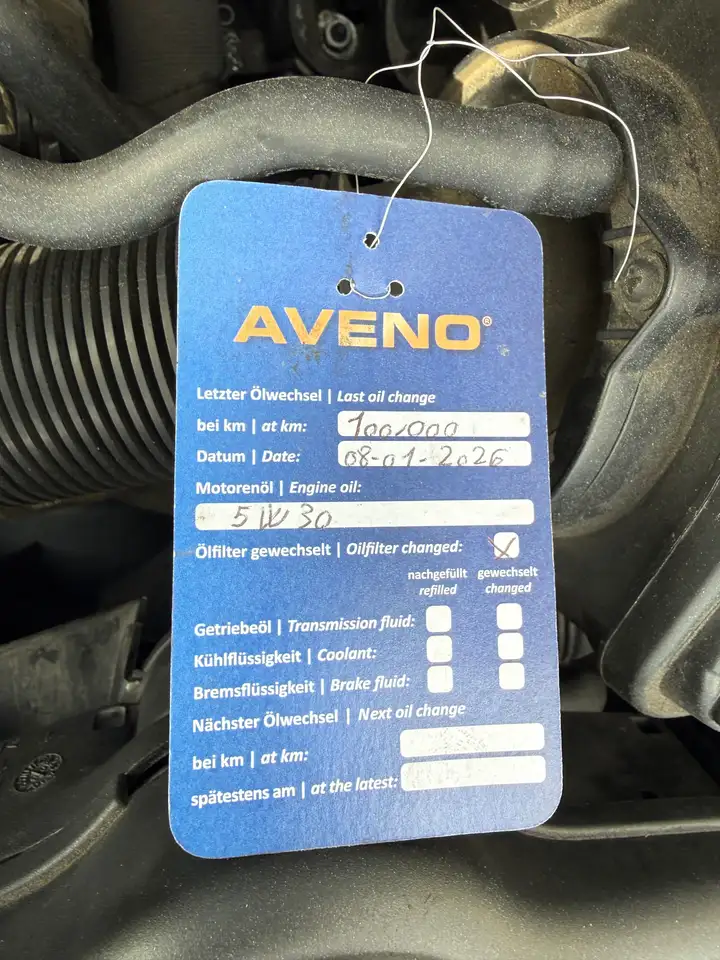 AVENO®
Letzter Ölwechsel | Last oil change
bei km | at km: 100,000
Datum | Date: 08-01-2026
Motorenöl | Engine oil:
5W30
Ölfilter gewechselt | Oilfilter changed: X
nachgefüllt gewechselt
refilled changed
Getriebeöl | Transmission fluid:
Kühlflüssigkeit | Coolant:
Bremsflüssigkeit | Brake fluid:
Nächster Ölwechsel | Next oil change
bei km | at km:
spätestens am | at the latest: